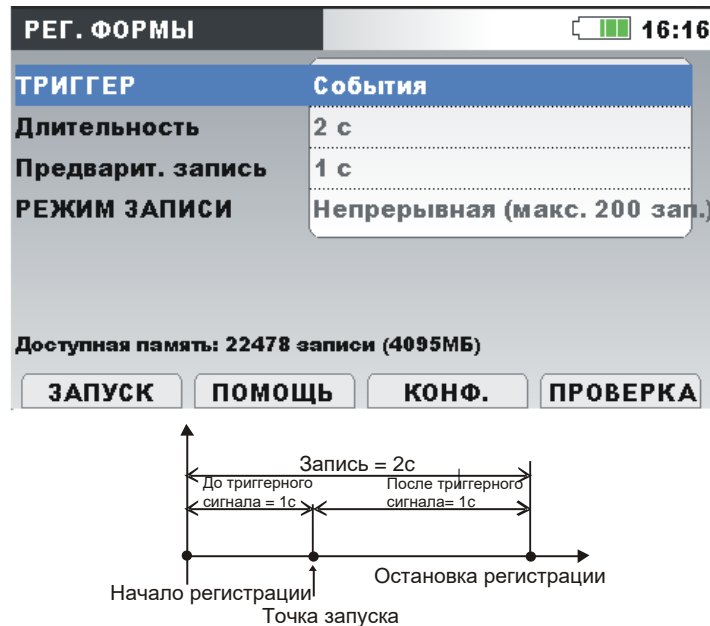 РЕГ. ФОРМЫ 16:16
ТРИГГЕР События
Длительность 2 с
Предварит. запись 1 с
РЕЖИМ ЗАПИСИ Непрерывная (макс. 200 зап.)
Доступная память: 22478 записи (4095МБ)
ЗАПУСК ПОМОЩЬ КОНФ. ПРОВЕРКА
Запись = 2с
До триггерного
сигнала = 1с
После триггерного
сигнала= 1с
Остановка регистрации
Начало регистрации
Точка запуска